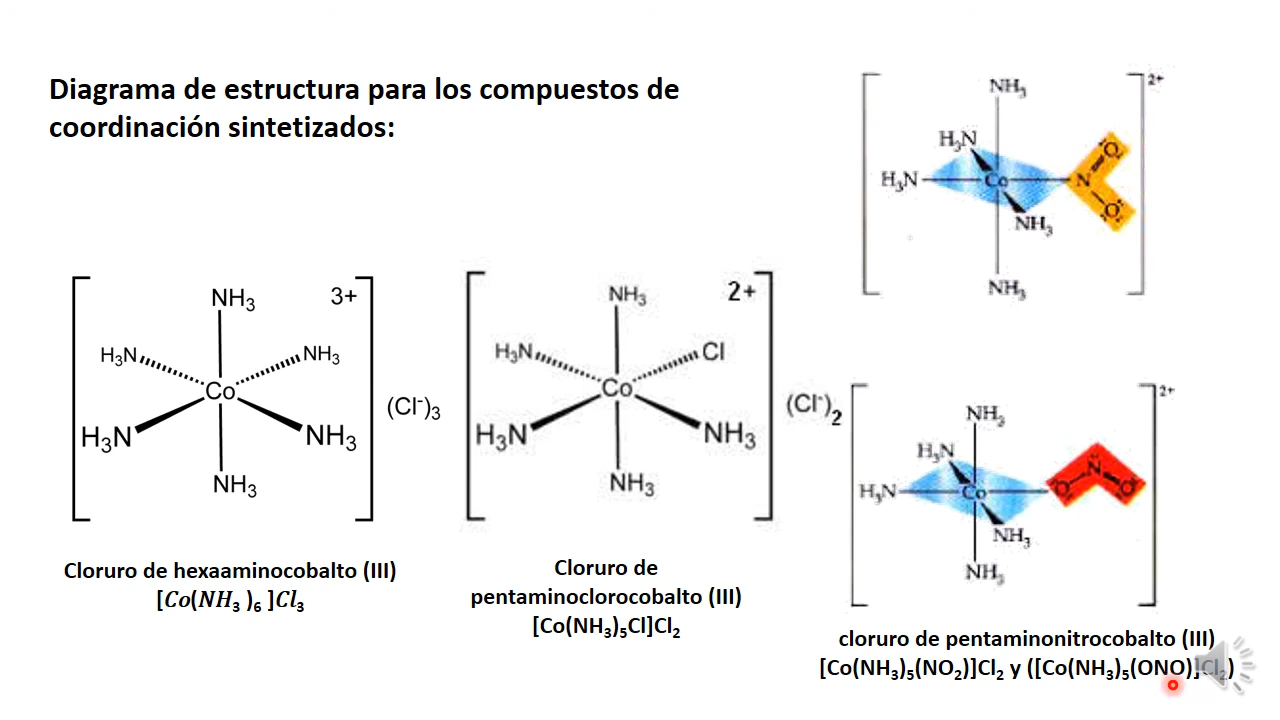 Diagrama de estructura para los compuestos de
coordinación sintetizados:
NH₃ 3+
H₃N NH₃
Co
H₃N NH₃
NH₃
(Cl⁻)₃
Cloruro de hexaaminocobalto (III)
[Co(NH₃ )₆ ]Cl₃
NH₃ 2+
H₃N Cl
Co
H₃N NH₃
NH₃
(Cl⁻)₂
Cloruro de
pentaminoclorocobalto (III)
[Co(NH₃)₅Cl]Cl₂
2+
NH₃
H₃N O
H₃N Co N
O
NH₃
NH₃
2+
NH₃
H₃N N
H₃N Co O O
NH₃
NH₃
cloruro de pentaminonitrocobalto (III)
[Co(NH₃)₅(NO₂)]Cl₂ y ([Co(NH₃)₅(ONO)]Cl₂)